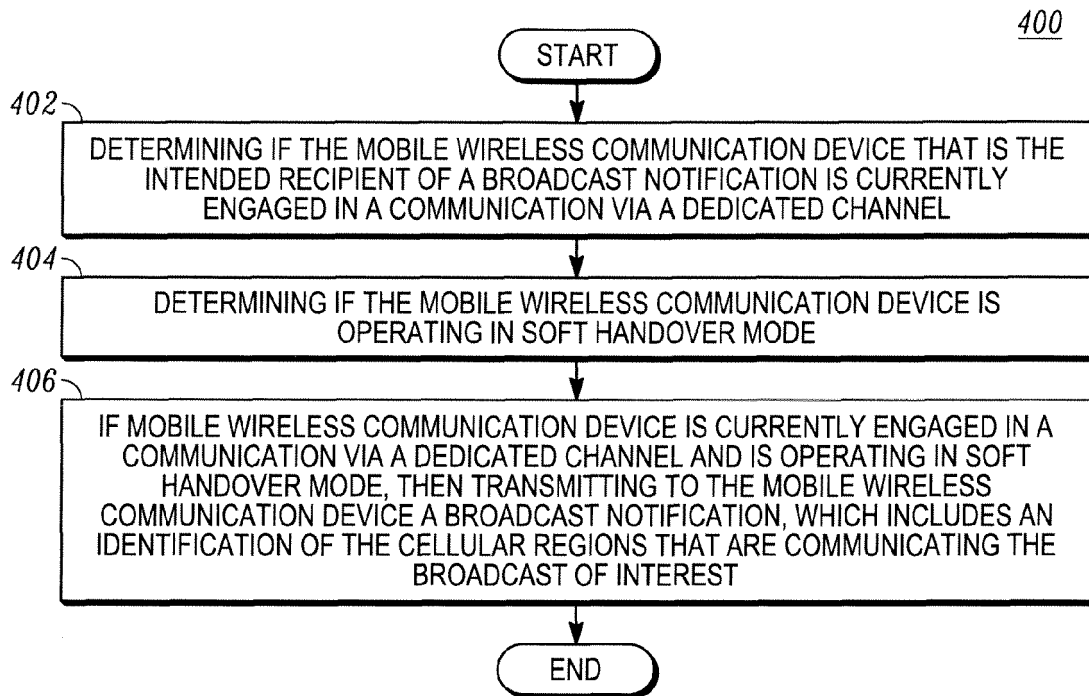 400
START
402
DETERMINING IF THE MOBILE WIRELESS COMMUNICATION DEVICE THAT IS THE
INTENDED RECIPIENT OF A BROADCAST NOTIFICATION IS CURRENTLY
ENGAGED IN A COMMUNICATION VIA A DEDICATED CHANNEL
404
DETERMINING IF THE MOBILE WIRELESS COMMUNICATION DEVICE IS
OPERATING IN SOFT HANDOVER MODE
406
IF MOBILE WIRELESS COMMUNICATION DEVICE IS CURRENTLY ENGAGED IN A
COMMUNICATION VIA A DEDICATED CHANNEL AND IS OPERATING IN SOFT
HANDOVER MODE, THEN TRANSMITTING TO THE MOBILE WIRELESS
COMMUNICATION DEVICE A BROADCAST NOTIFICATION, WHICH INCLUDES AN
IDENTIFICATION OF THE CELLULAR REGIONS THAT ARE COMMUNICATING THE
BROADCAST OF INTEREST
END